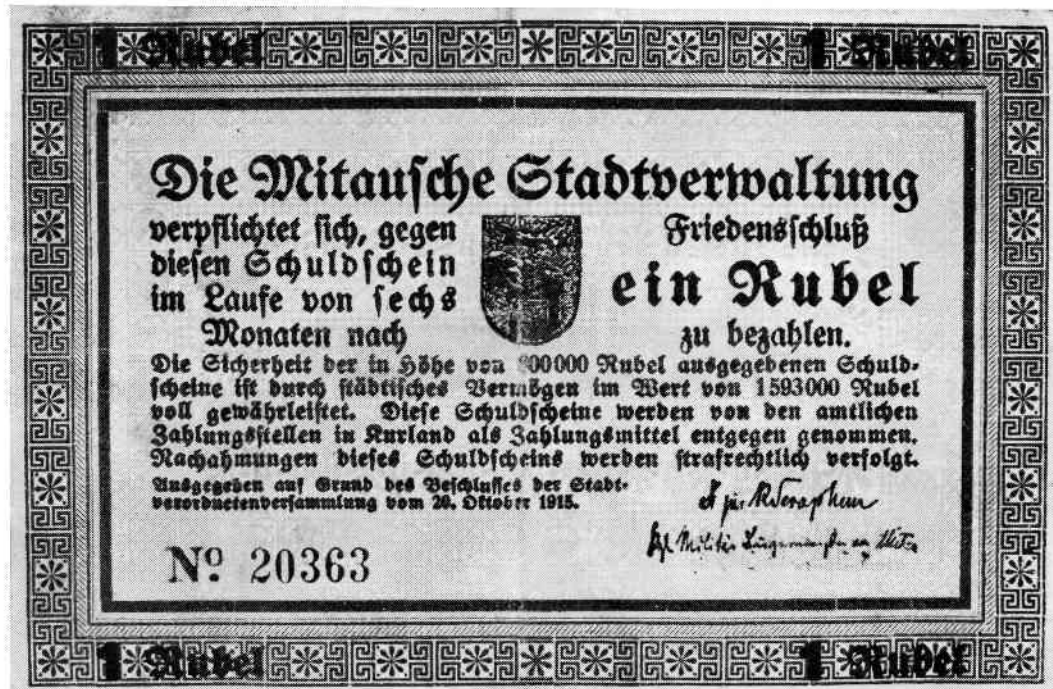 1 Rubel 1 Rubel
Die Mitausche Stadtverwaltung
verpflichtet sich, gegen
diesen Schuldschein
im Laufe von sechs
Monaten nach
Friedensschluß
ein Rubel
zu bezahlen.
Die Sicherheit der in Höhe von 800000 Rubel ausgegebenen Schuld-
scheine ist durch städtisches Vermögen im Wert von 1593000 Rubel
voll gewährleistet. Diese Schuldscheine werden von den amtlichen
Zahlungsstellen in Kurland als Zahlungsmittel entgegen genommen.
Nachahmungen dieses Schuldscheins werden strafrechtlich verfolgt.
Ausgegeben auf Grund des Beschlusses der Stadt-
verordnetenversammlung vom 20. Oktober 1915.
Seraphim
No 20363
1 Rubel 1 Rubel